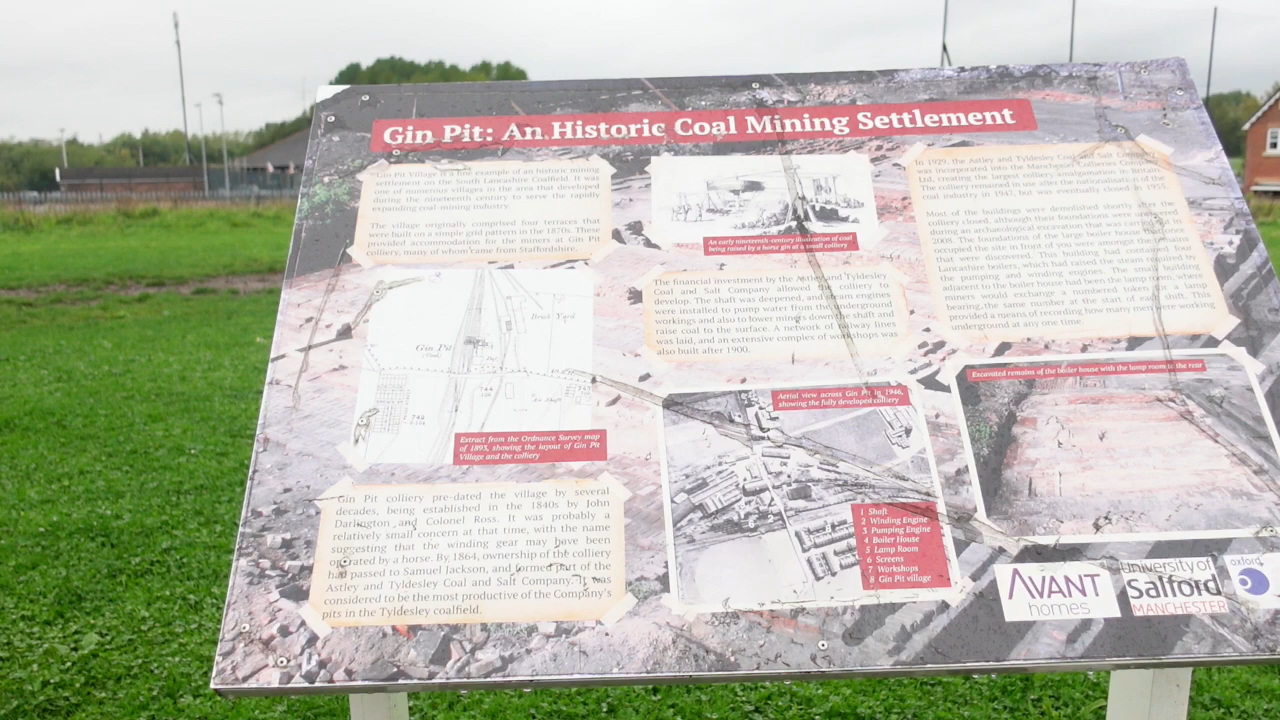 Gin Pit: An Historic Coal Mining Settlement
Gin Pit Village is a fine example of an historic mining
settlement on the South Lancashire Coalfield. It was
one of numerous villages in the area that developed
during the nineteenth century to serve the rapidly
expanding coal-mining industry.
The village originally comprised four terraces that
were built on a simple grid pattern in the 1870s. These
provided accommodation for the miners at Gin Pit
colliery, many of whom came from Staffordshire.
Brick Yard
Gin Pit
(Coal)
Extract from the Ordnance Survey map
of 1893, showing the layout of Gin Pit
Village and the colliery
Gin Pit colliery pre-dated the village by several
decades, being established in the 1840s by John
Darlington and Colonel Ross. It was probably a
relatively small concern at that time, with the name
suggesting that the winding gear may have been
operated by a horse. By 1864, ownership of the colliery
had passed to Samuel Jackson, and formed part of the
Astley and Tyldesley Coal and Salt Company. It was
considered to be the most productive of the Company's
pits in the Tyldesley coalfield.
An early nineteenth-century illustration of coal
being raised by a horse gin at a small colliery
The financial investment by the Astley and Tyldesley
Coal and Salt Company allowed the colliery to
develop. The shaft was deepened, and steam engines
were installed to pump water from the underground
workings and also to lower miners down the shaft and
raise coal to the surface. A network of railway lines
was laid, and an extensive complex of workshops was
also built after 1900.
Aerial view across Gin Pit in 1946,
showing the fully developed colliery
1 Shaft
2 Winding Engine
3 Pumping Engine
4 Boiler House
5 Lamp Room
6 Screens
7 Workshops
8 Gin Pit village
In 1929, the Astley and Tyldesley Coal and Salt Company
was incorporated into the Manchester Collieries Company
Ltd, creating the largest colliery amalgamation in Britain.
The colliery remained in use after the nationalisation of the
coal industry in 1947, but was eventually closed in 1955.
Most of the buildings were demolished shortly after the
colliery closed, although their foundations were uncovered
during an archaeological excavation that was carried out in
2008. The foundations of the large boiler house that
occupied the site in front of you were amongst the remains
that were discovered. This building had contained four
Lancashire boilers, which had raised the steam required by
the pumping and winding engines. The small building
adjacent to the boiler house had been the lamp room, where
miners would exchange a numbered token for a lamp
bearing the same number at the start of each shift. This
provided a means of recording how many men were working
underground at any one time.
Excavated remains of the boiler house with the lamp room to the rear
AVANT
homes
University of
Salford
MANCHESTER
oxford